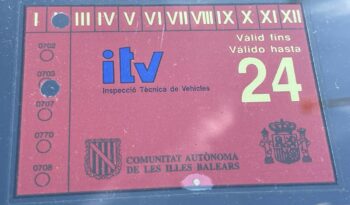 I III IV V VI VII VIII IX X XI XII
Vàlid fins
Válido hasta
24
itv
Inspecció Tècnica de Vehicles
0702
0703
0707
077D
0708
COMUNITAT AUTÒNOMA
DE LES ILLES BALEARS